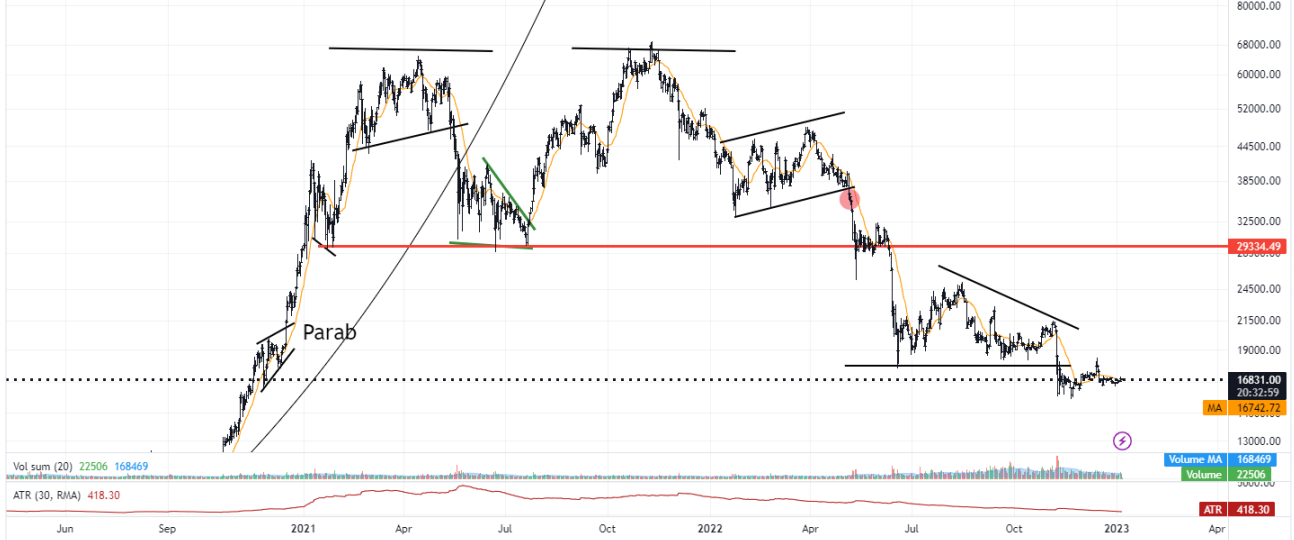 80000.00
68000.00
60000.00
52000.00
44500.00
38500.00
32500.00
29334.49
24500.00
21500.00
Parab
19000.00
16831.00
20:32:59
MA 16742.72
13000.00
Vol sum (20) 22506 168469
Volume MA 168469
Volume 22506
ATR (30, RMA) 418.30
ATR 418.30
Jun Sep 2021 Apr Jul Oct 2022 Apr Jul Oct 2023 Apr